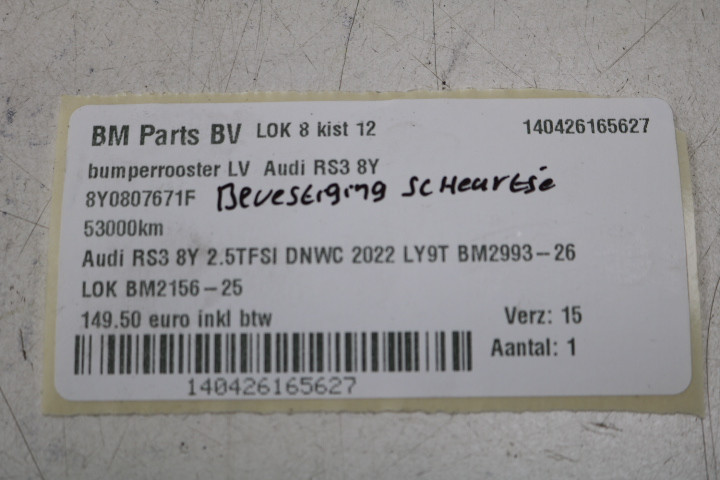 BM Parts BV LOK 8 kist 12 140426165627
bumperrooster LV Audi RS3 8Y
8Y0807671F Bevestiging scheurtje
53000km
Audi RS3 8Y 2.5TFSI DNWC 2022 LY9T BM2993-26
LOK BM2156-25
149.50 euro inkl btw Verz: 15
Aantal: 1
140426165627